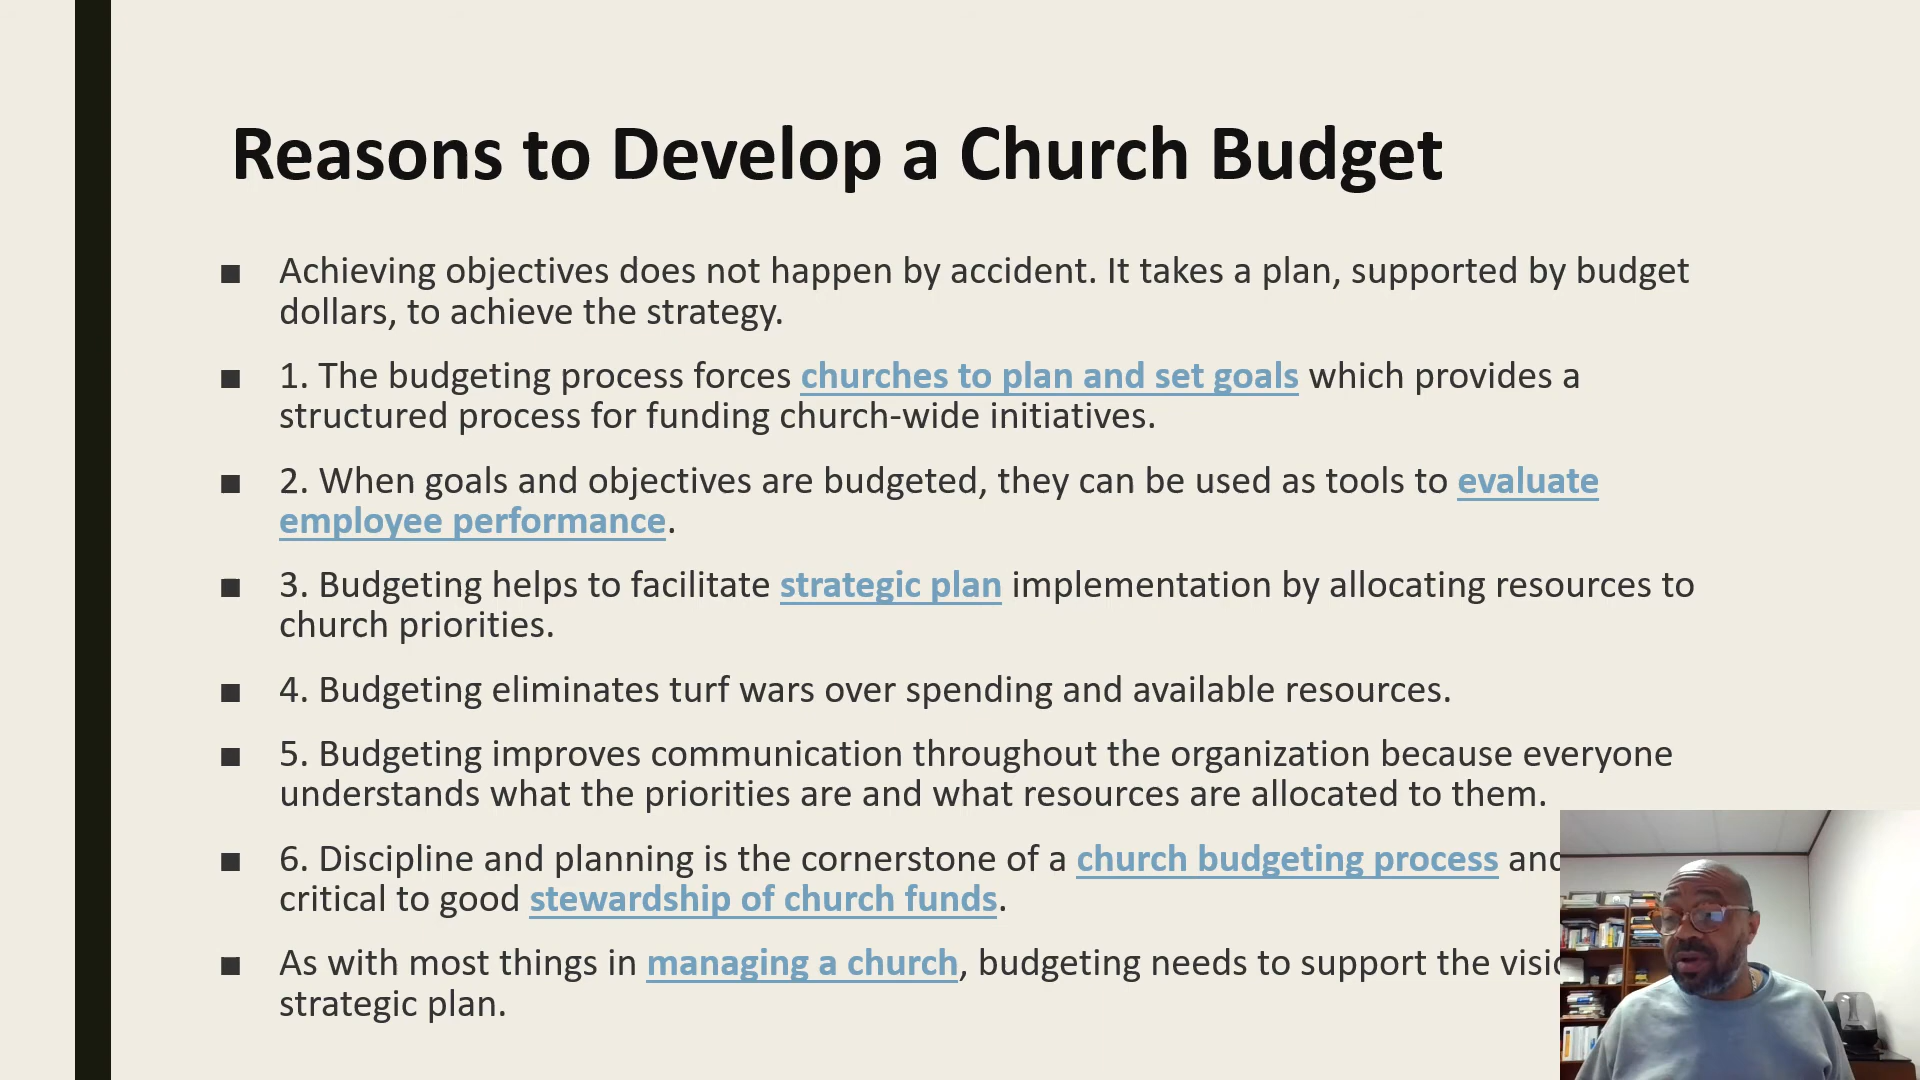 Reasons to Develop a Church Budget
■ Achieving objectives does not happen by accident. It takes a plan, supported by budget
dollars, to achieve the strategy.
■ 1. The budgeting process forces churches to plan and set goals which provides a
structured process for funding church-wide initiatives.
■ 2. When goals and objectives are budgeted, they can be used as tools to evaluate
employee performance.
■ 3. Budgeting helps to facilitate strategic plan implementation by allocating resources to
church priorities.
■ 4. Budgeting eliminates turf wars over spending and available resources.
■ 5. Budgeting improves communication throughout the organization because everyone
understands what the priorities are and what resources are allocated to them.
■ 6. Discipline and planning is the cornerstone of a church budgeting process and
critical to good stewardship of church funds.
■ As with most things in managing a church, budgeting needs to support the
strategic plan.